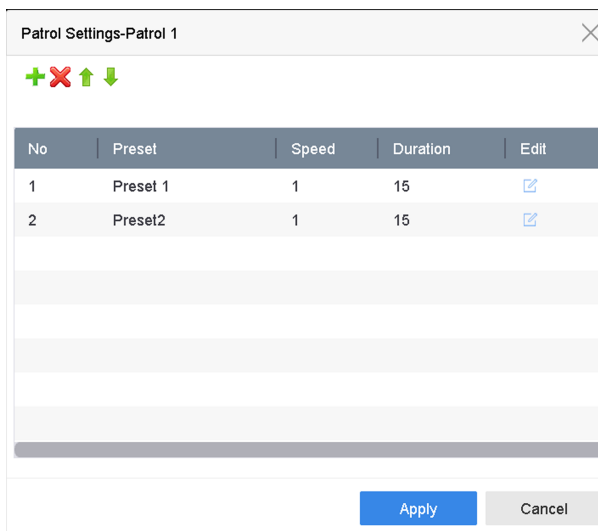 Patrol Settings-Patrol 1
No Preset Speed Duration Edit
1 Preset 1 1 15
2 Preset2 1 15
Apply Cancel